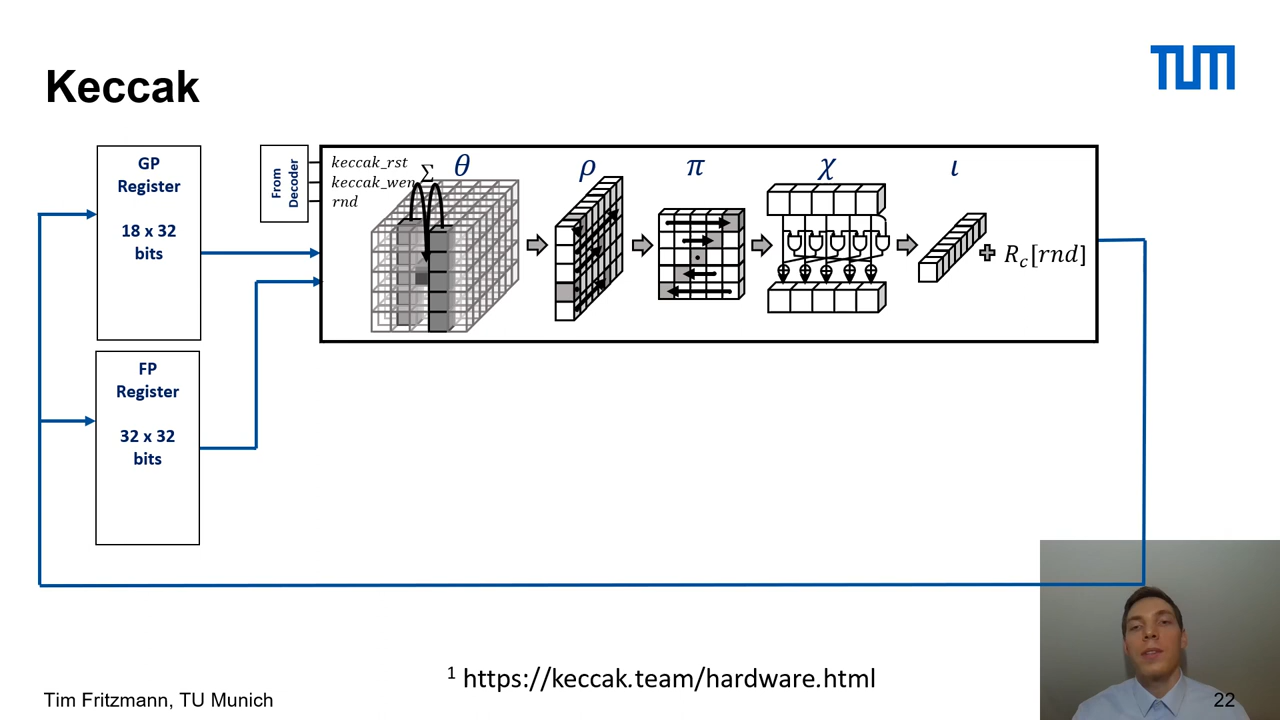 TUM
Keccak
GP
Register
18 x 32
bits
From
Decoder
keccak_rst
keccak_wen
rnd
Σ
θ
ρ
π
χ
ι
R_c[rnd]
FP
Register
32 x 32
bits
¹ https://keccak.team/hardware.html
Tim Fritzmann, TU Munich
22